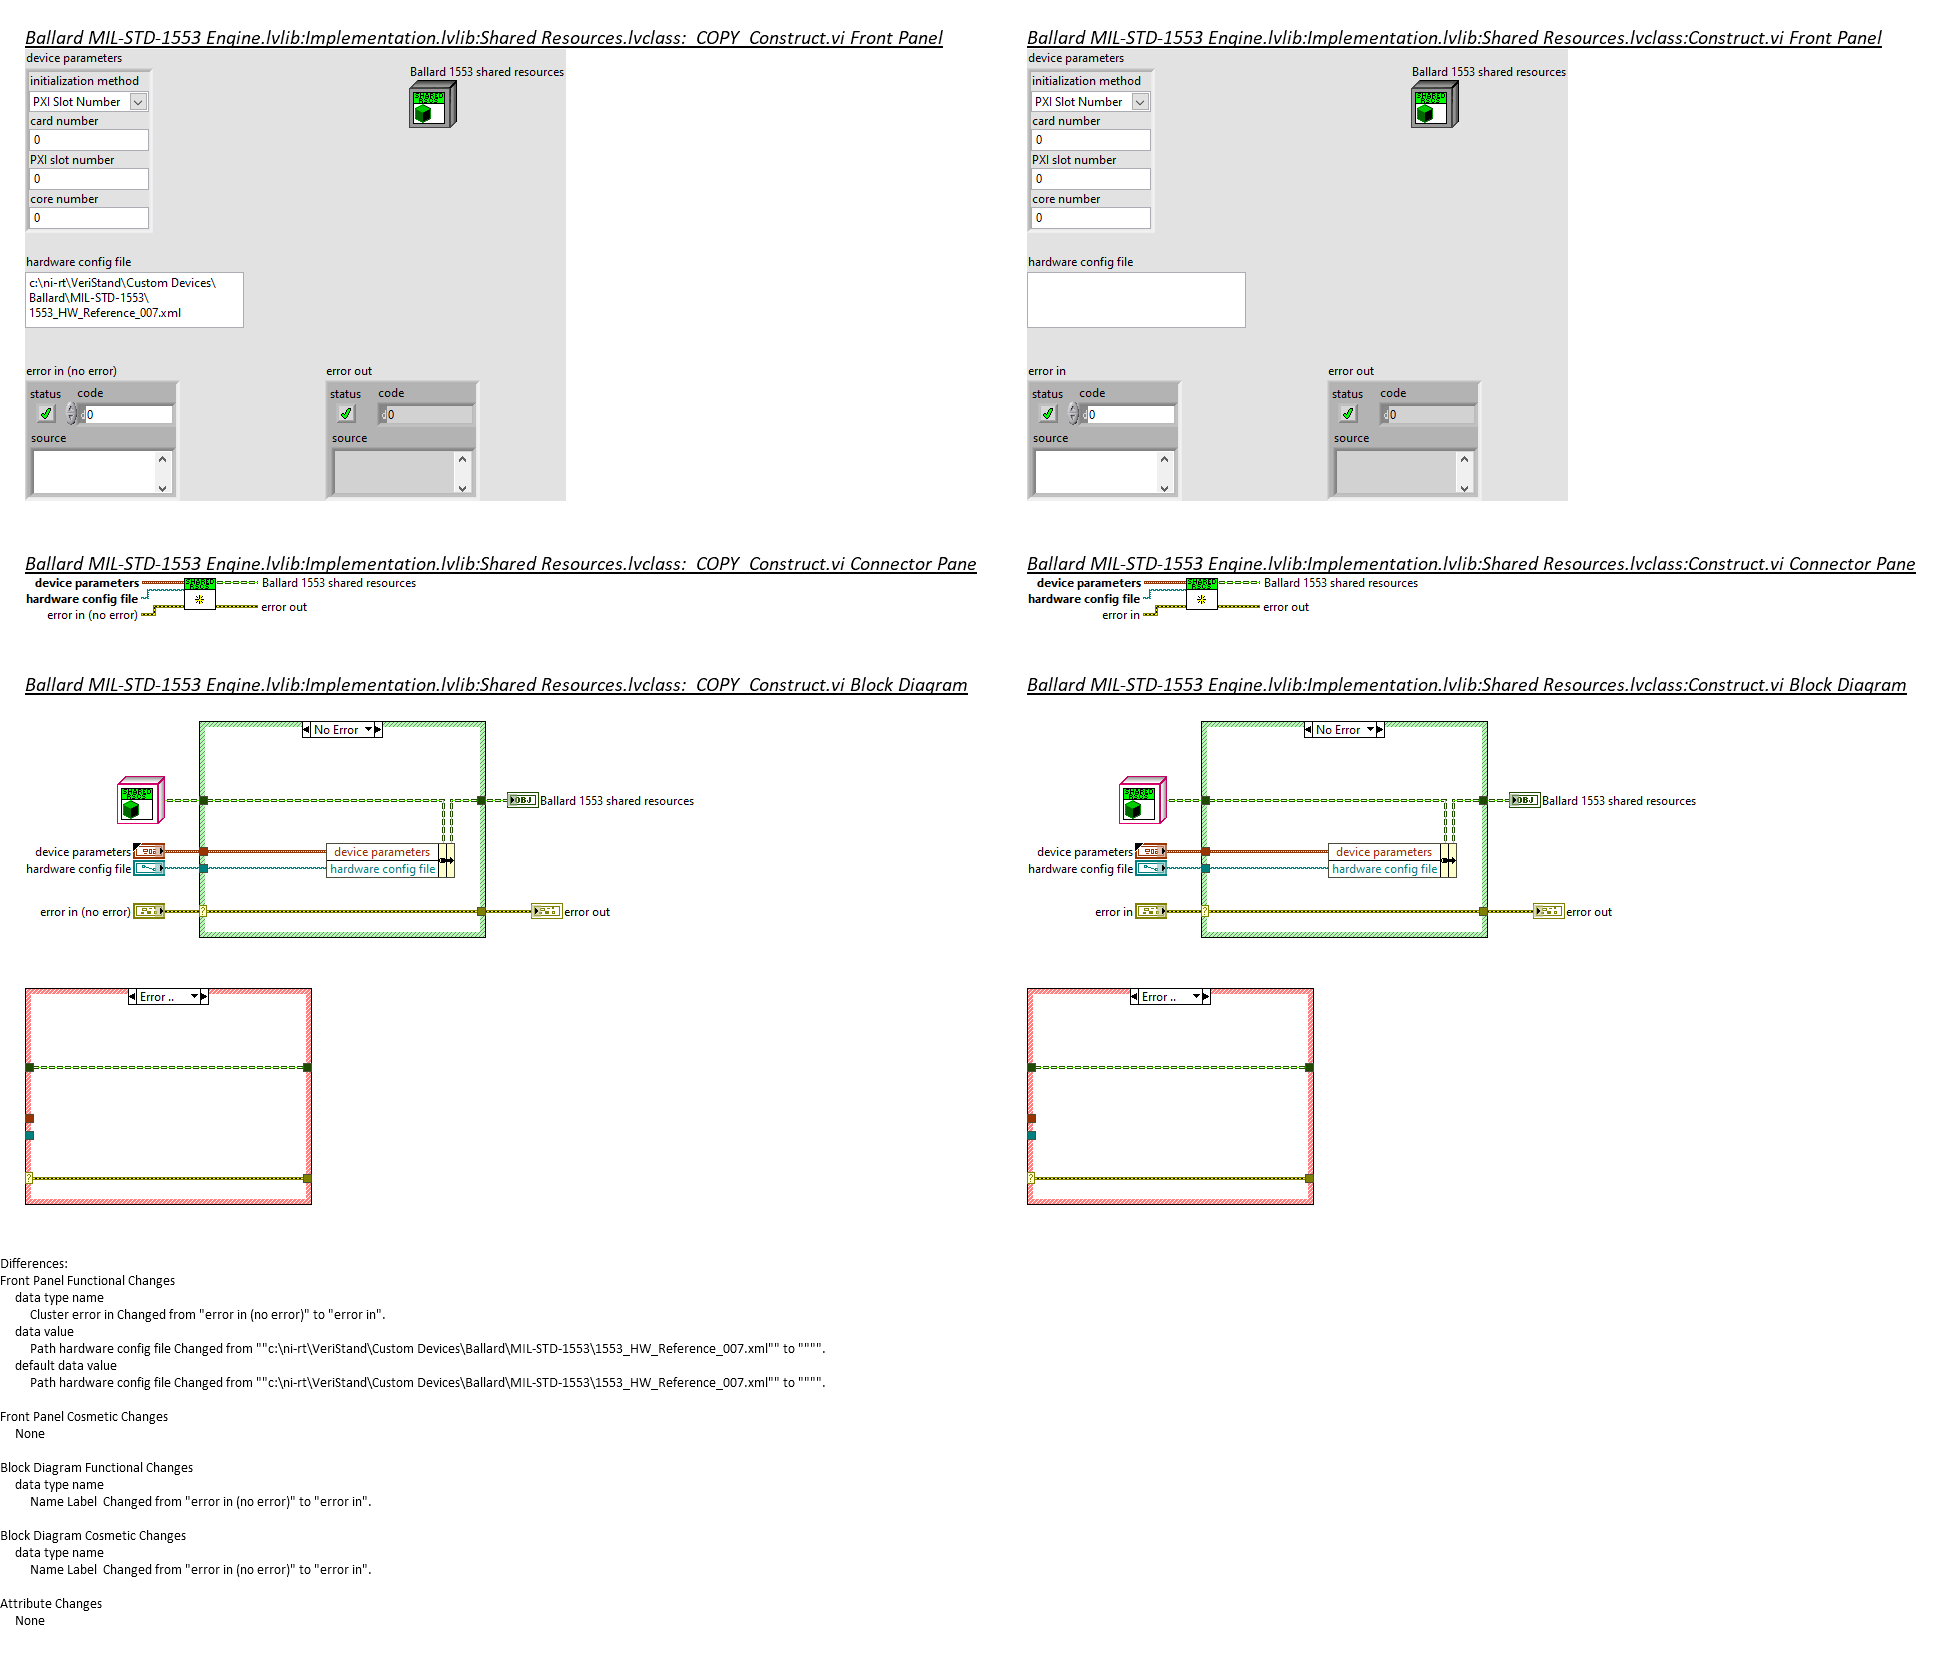 Ballard MIL-STD-1553 Engine.lvlib:Implementation.lvlib:Shared Resources.lvclass:_COPY_Construct.vi Front Panel
device parameters
initialization method
PXI Slot Number
card number
0
PXI slot number
0
core number
0
Ballard 1553 shared resources
SHARED
RSCS
hardware config file
c:\ni-rt\VeriStand\Custom Devices\
Ballard\MIL-STD-1553\
1553_HW_Reference_007.xml
error in (no error)
status code
d 0
source
error out
status code
d 0
source
Ballard MIL-STD-1553 Engine.lvlib:Implementation.lvlib:Shared Resources.lvclass:Construct.vi Front Panel
device parameters
initialization method
PXI Slot Number
card number
0
PXI slot number
0
core number
0
Ballard 1553 shared resources
SHARED
RSCS
hardware config file
error in
status code
d 0
source
error out
status code
d 0
source
Ballard MIL-STD-1553 Engine.lvlib:Implementation.lvlib:Shared Resources.lvclass:_COPY_Construct.vi Connector Pane
device parameters
hardware config file
error in (no error)
SHARED
RSCS
Ballard 1553 shared resources
error out
Ballard MIL-STD-1553 Engine.lvlib:Implementation.lvlib:Shared Resources.lvclass:Construct.vi Connector Pane
device parameters
hardware config file
error in
SHARED
RSCS
Ballard 1553 shared resources
error out
Ballard MIL-STD-1553 Engine.lvlib:Implementation.lvlib:Shared Resources.lvclass:_COPY_Construct.vi Block Diagram
No Error
SHARED
RSCS
OBJ
Ballard 1553 shared resources
device parameters
hardware config file
device parameters
hardware config file
error in (no error)
?
error out
Error ..
?
Ballard MIL-STD-1553 Engine.lvlib:Implementation.lvlib:Shared Resources.lvclass:Construct.vi Block Diagram
No Error
SHARED
RSCS
OBJ
Ballard 1553 shared resources
device parameters
hardware config file
device parameters
hardware config file
error in
?
error out
Error ..
?
Differences:
Front Panel Functional Changes
data type name
Cluster error in Changed from "error in (no error)" to "error in".
data value
Path hardware config file Changed from ""c:\ni-rt\VeriStand\Custom Devices\Ballard\MIL-STD-1553\1553_HW_Reference_007.xml"" to """".
default data value
Path hardware config file Changed from ""c:\ni-rt\VeriStand\Custom Devices\Ballard\MIL-STD-1553\1553_HW_Reference_007.xml"" to """".
Front Panel Cosmetic Changes
None
Block Diagram Functional Changes
data type name
Name Label  Changed from "error in (no error)" to "error in".
Block Diagram Cosmetic Changes
data type name
Name Label  Changed from "error in (no error)" to "error in".
Attribute Changes
None